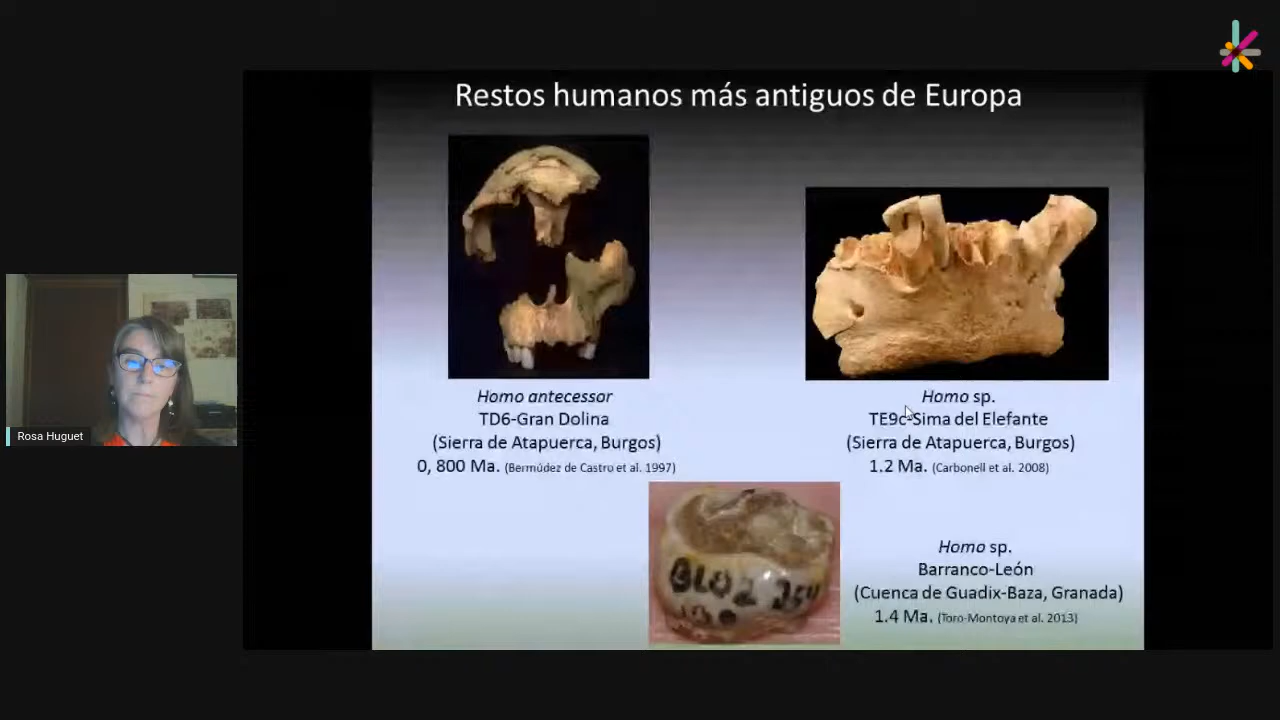 Restos humanos más antiguos de Europa
Homo antecessor
TD6-Gran Dolina
(Sierra de Atapuerca, Burgos)
0, 800 Ma. (Bermúdez de Castro et al. 1997)
Homo sp.
TE9c-Sima del Elefante
(Sierra de Atapuerca, Burgos)
1.2 Ma. (Carbonell et al. 2008)
Homo sp.
Barranco-León
(Cuenca de Guadix-Baza, Granada)
1.4 Ma. (Toro-Montoya et al. 2013)
BL02
Rosa Huguet